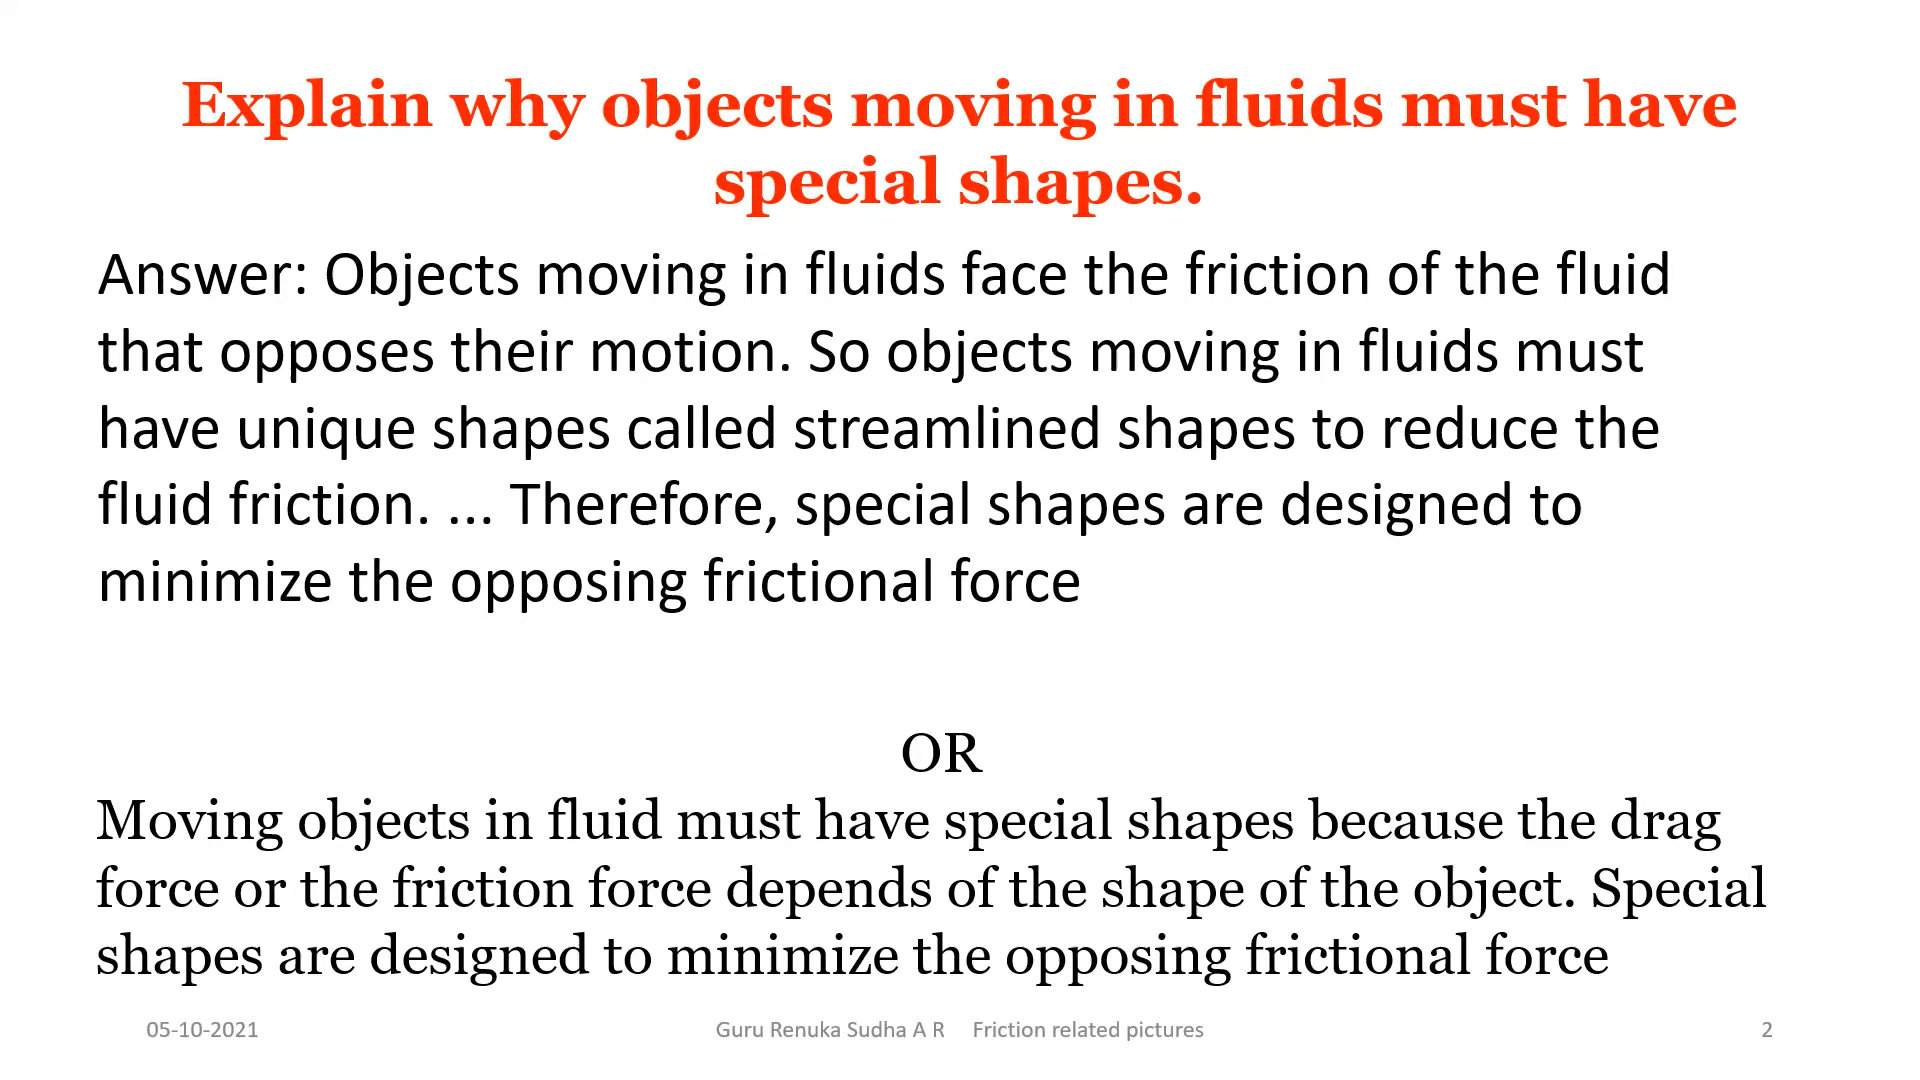 Explain why objects moving in fluids must have
special shapes.
Answer: Objects moving in fluids face the friction of the fluid
that opposes their motion. So objects moving in fluids must
have unique shapes called streamlined shapes to reduce the
fluid friction. ... Therefore, special shapes are designed to
minimize the opposing frictional force
OR
Moving objects in fluid must have special shapes because the drag
force or the friction force depends of the shape of the object. Special
shapes are designed to minimize the opposing frictional force
05-10-2021 Guru Renuka Sudha A R Friction related pictures 2